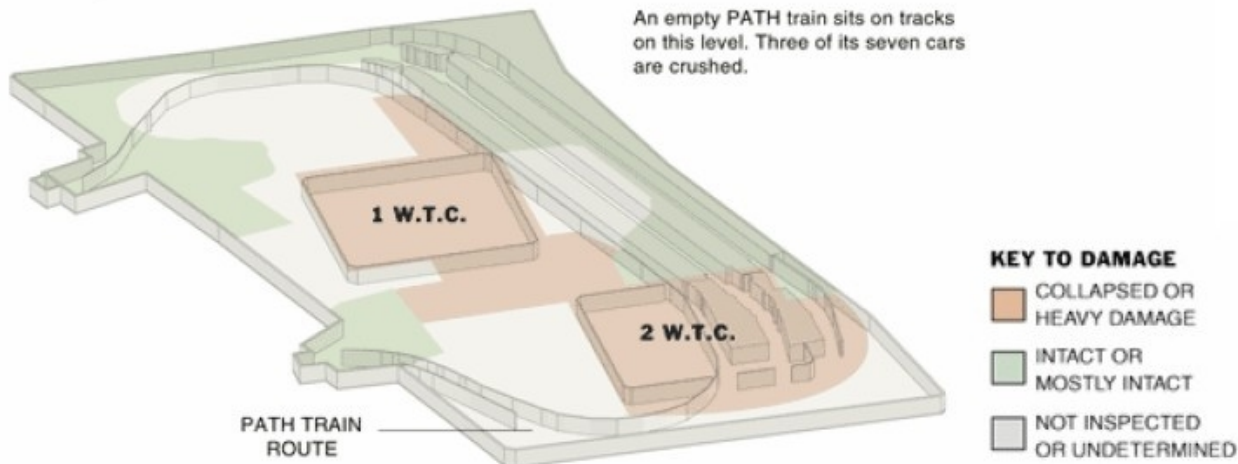 An empty PATH train sits on tracks
on this level. Three of its seven cars
are crushed.
1 W.T.C.
2 W.T.C.
PATH TRAIN
ROUTE
KEY TO DAMAGE
COLLAPSED OR
HEAVY DAMAGE
INTACT OR
MOSTLY INTACT
NOT INSPECTED
OR UNDETERMINED